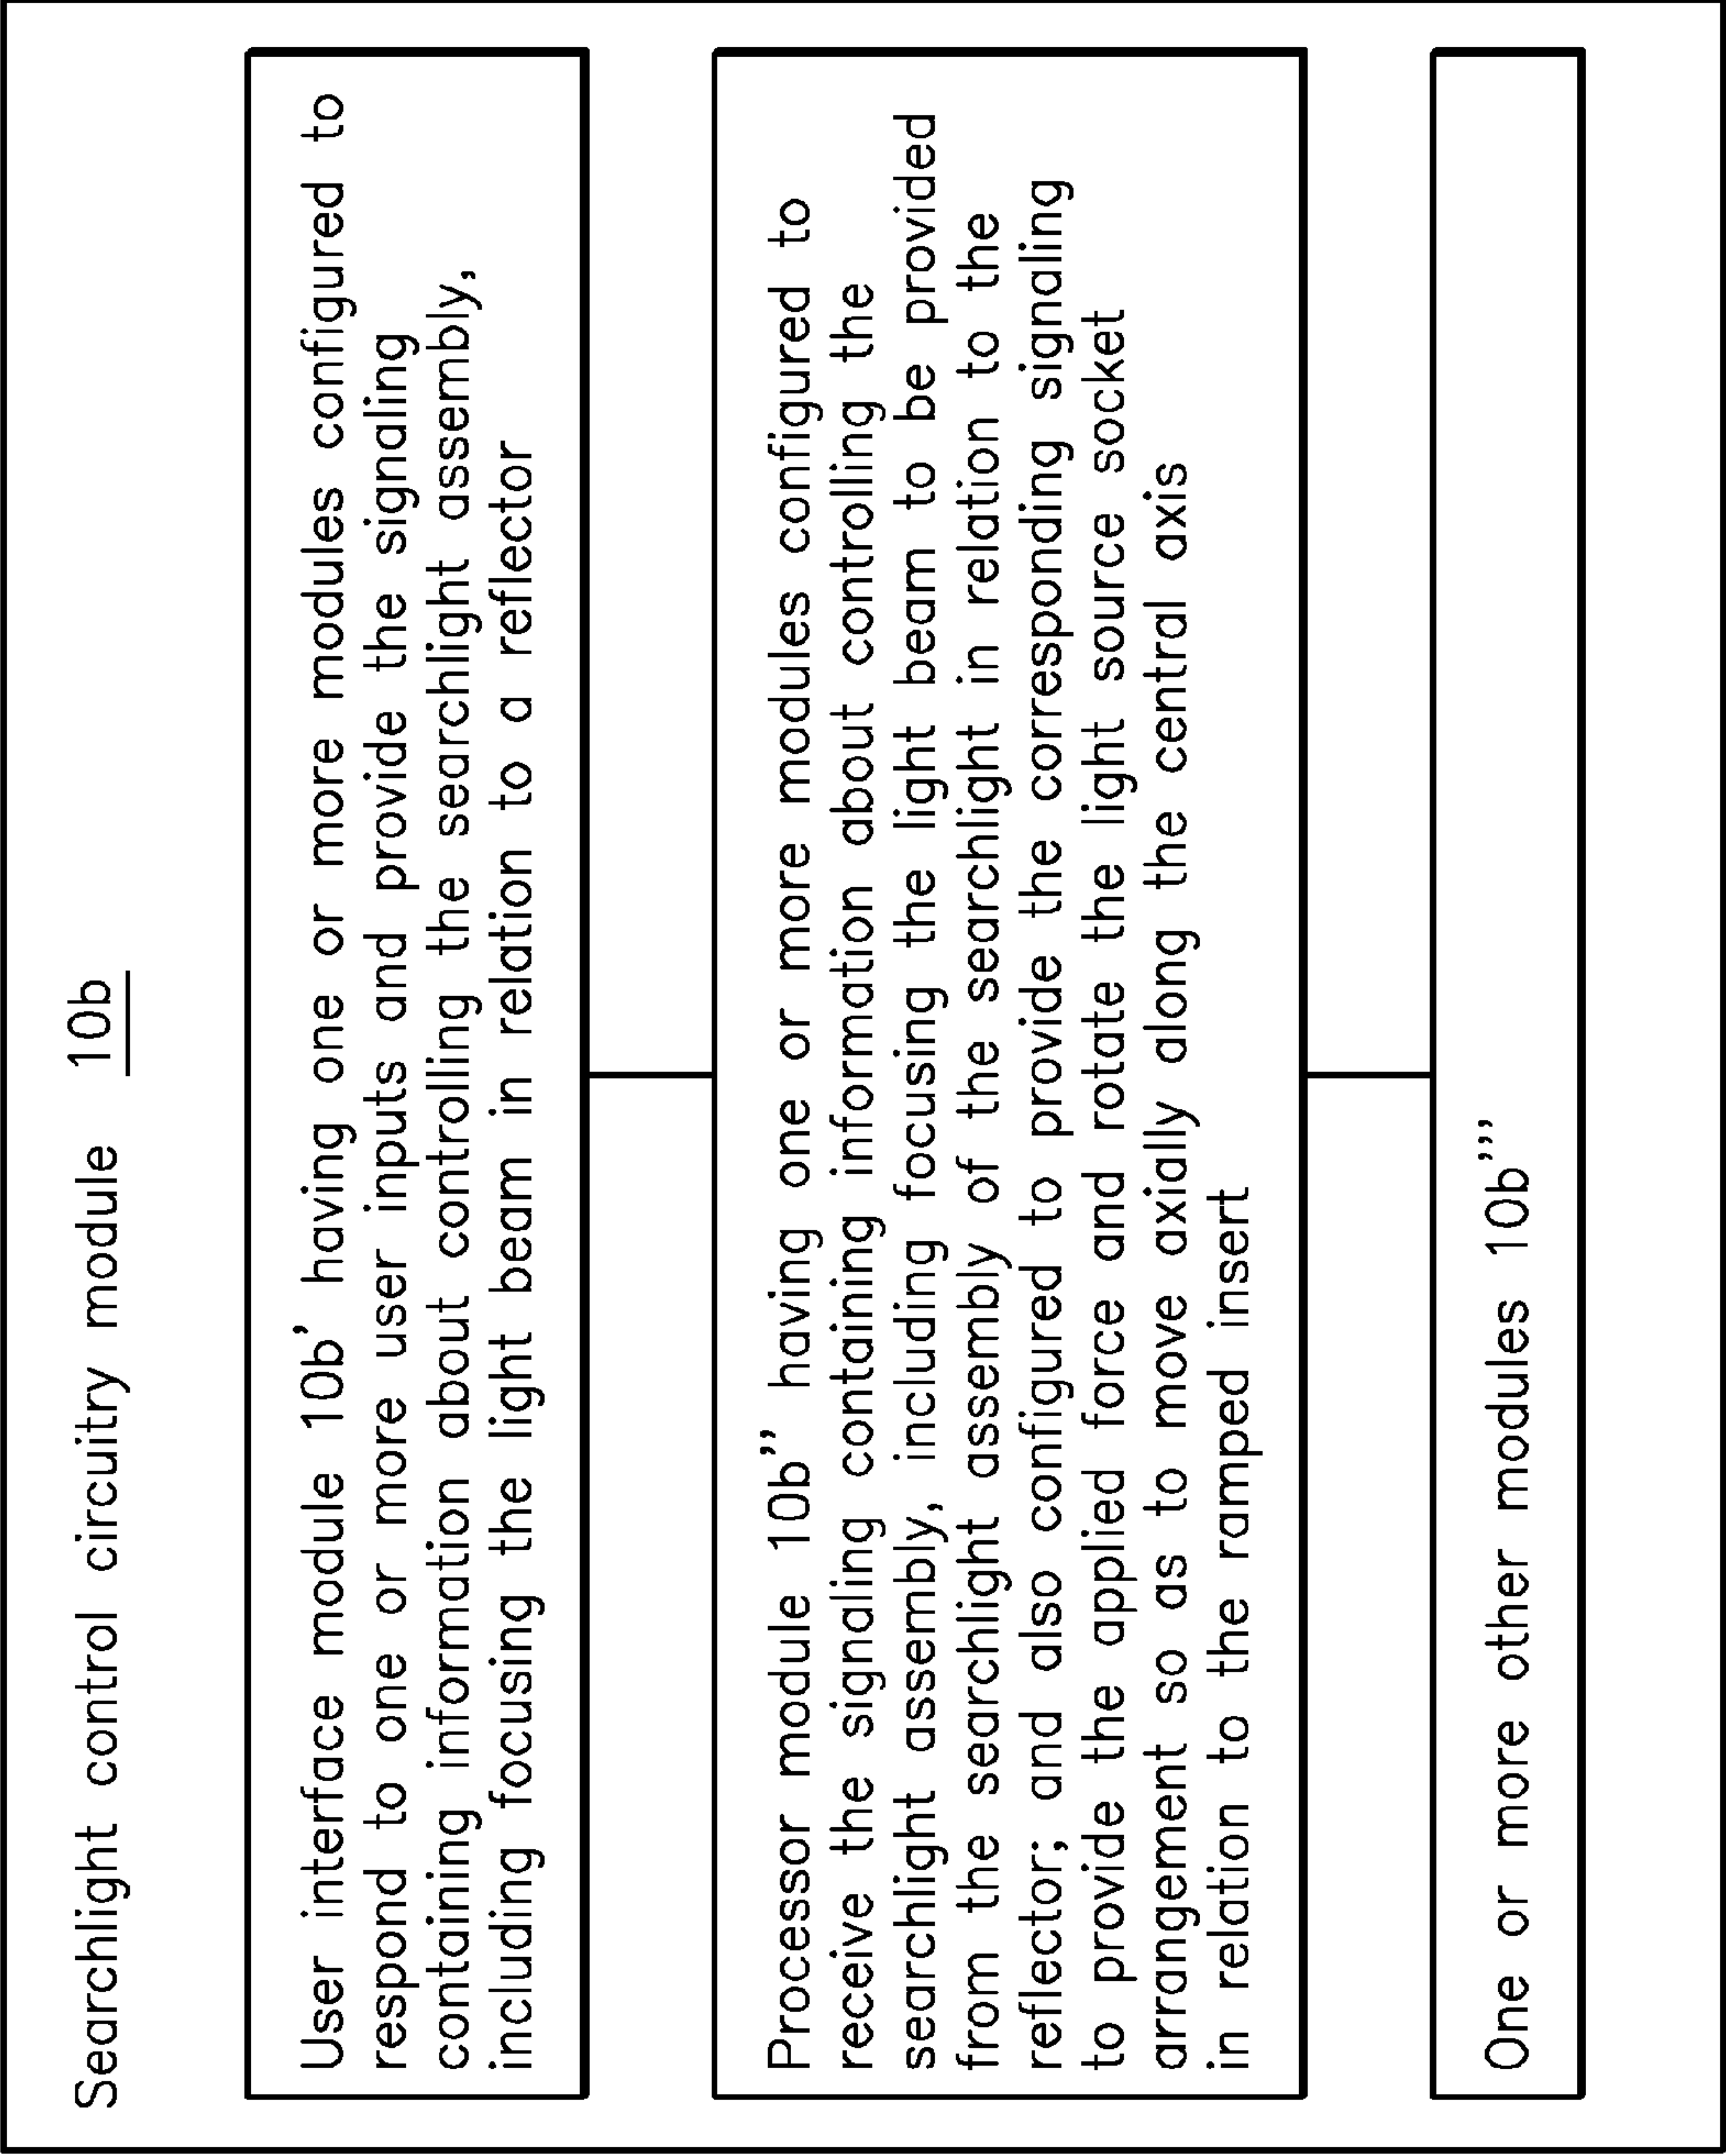 Searchlight control circuitry module 10b
User interface module 10b' having one or more modules configured to
respond to one or more user inputs and provide the signaling
containing information about controlling the searchlight assembly,
including focusing the light beam in relation to a reflector
Processor module 10b'' having one or more modules configured to
receive the signaling containing information about controlling the
searchlight assembly, including focusing the light beam to be provided
from the searchlight assembly of the searchlight in relation to the
reflector; and also configured to provide the corresponding signaling
to provide the applied force and rotate the light source socket
arrangement so as to move axially along the central axis
in relation to the ramped insert
One or more other modules 10b'''